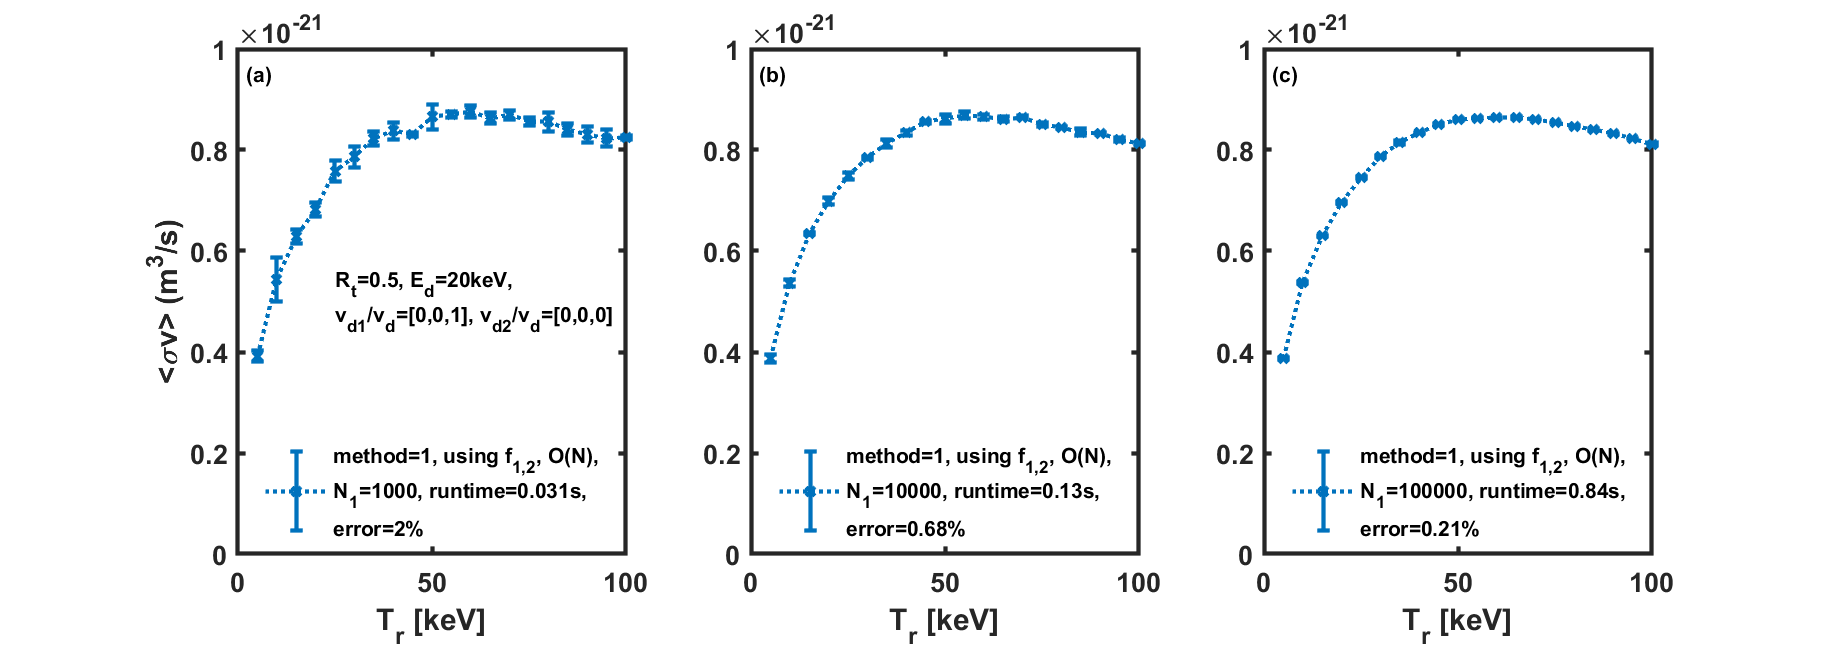 ×10^-21
(a)
1
0.8
0.6
0.4
0.2
0
<σv> (m^3/s)
R_t=0.5, E_d=20keV,
v_d1/v_d=[0,0,1], v_d2/v_d=[0,0,0]
method=1, using f_1,2, O(N),
N_1=1000, runtime=0.031s,
error=2%
0 50 100
T_r [keV]
×10^-21
(b)
1
0.8
0.6
0.4
0.2
0
method=1, using f_1,2, O(N),
N_1=10000, runtime=0.13s,
error=0.68%
0 50 100
T_r [keV]
×10^-21
(c)
1
0.8
0.6
0.4
0.2
0
method=1, using f_1,2, O(N),
N_1=100000, runtime=0.84s,
error=0.21%
0 50 100
T_r [keV]